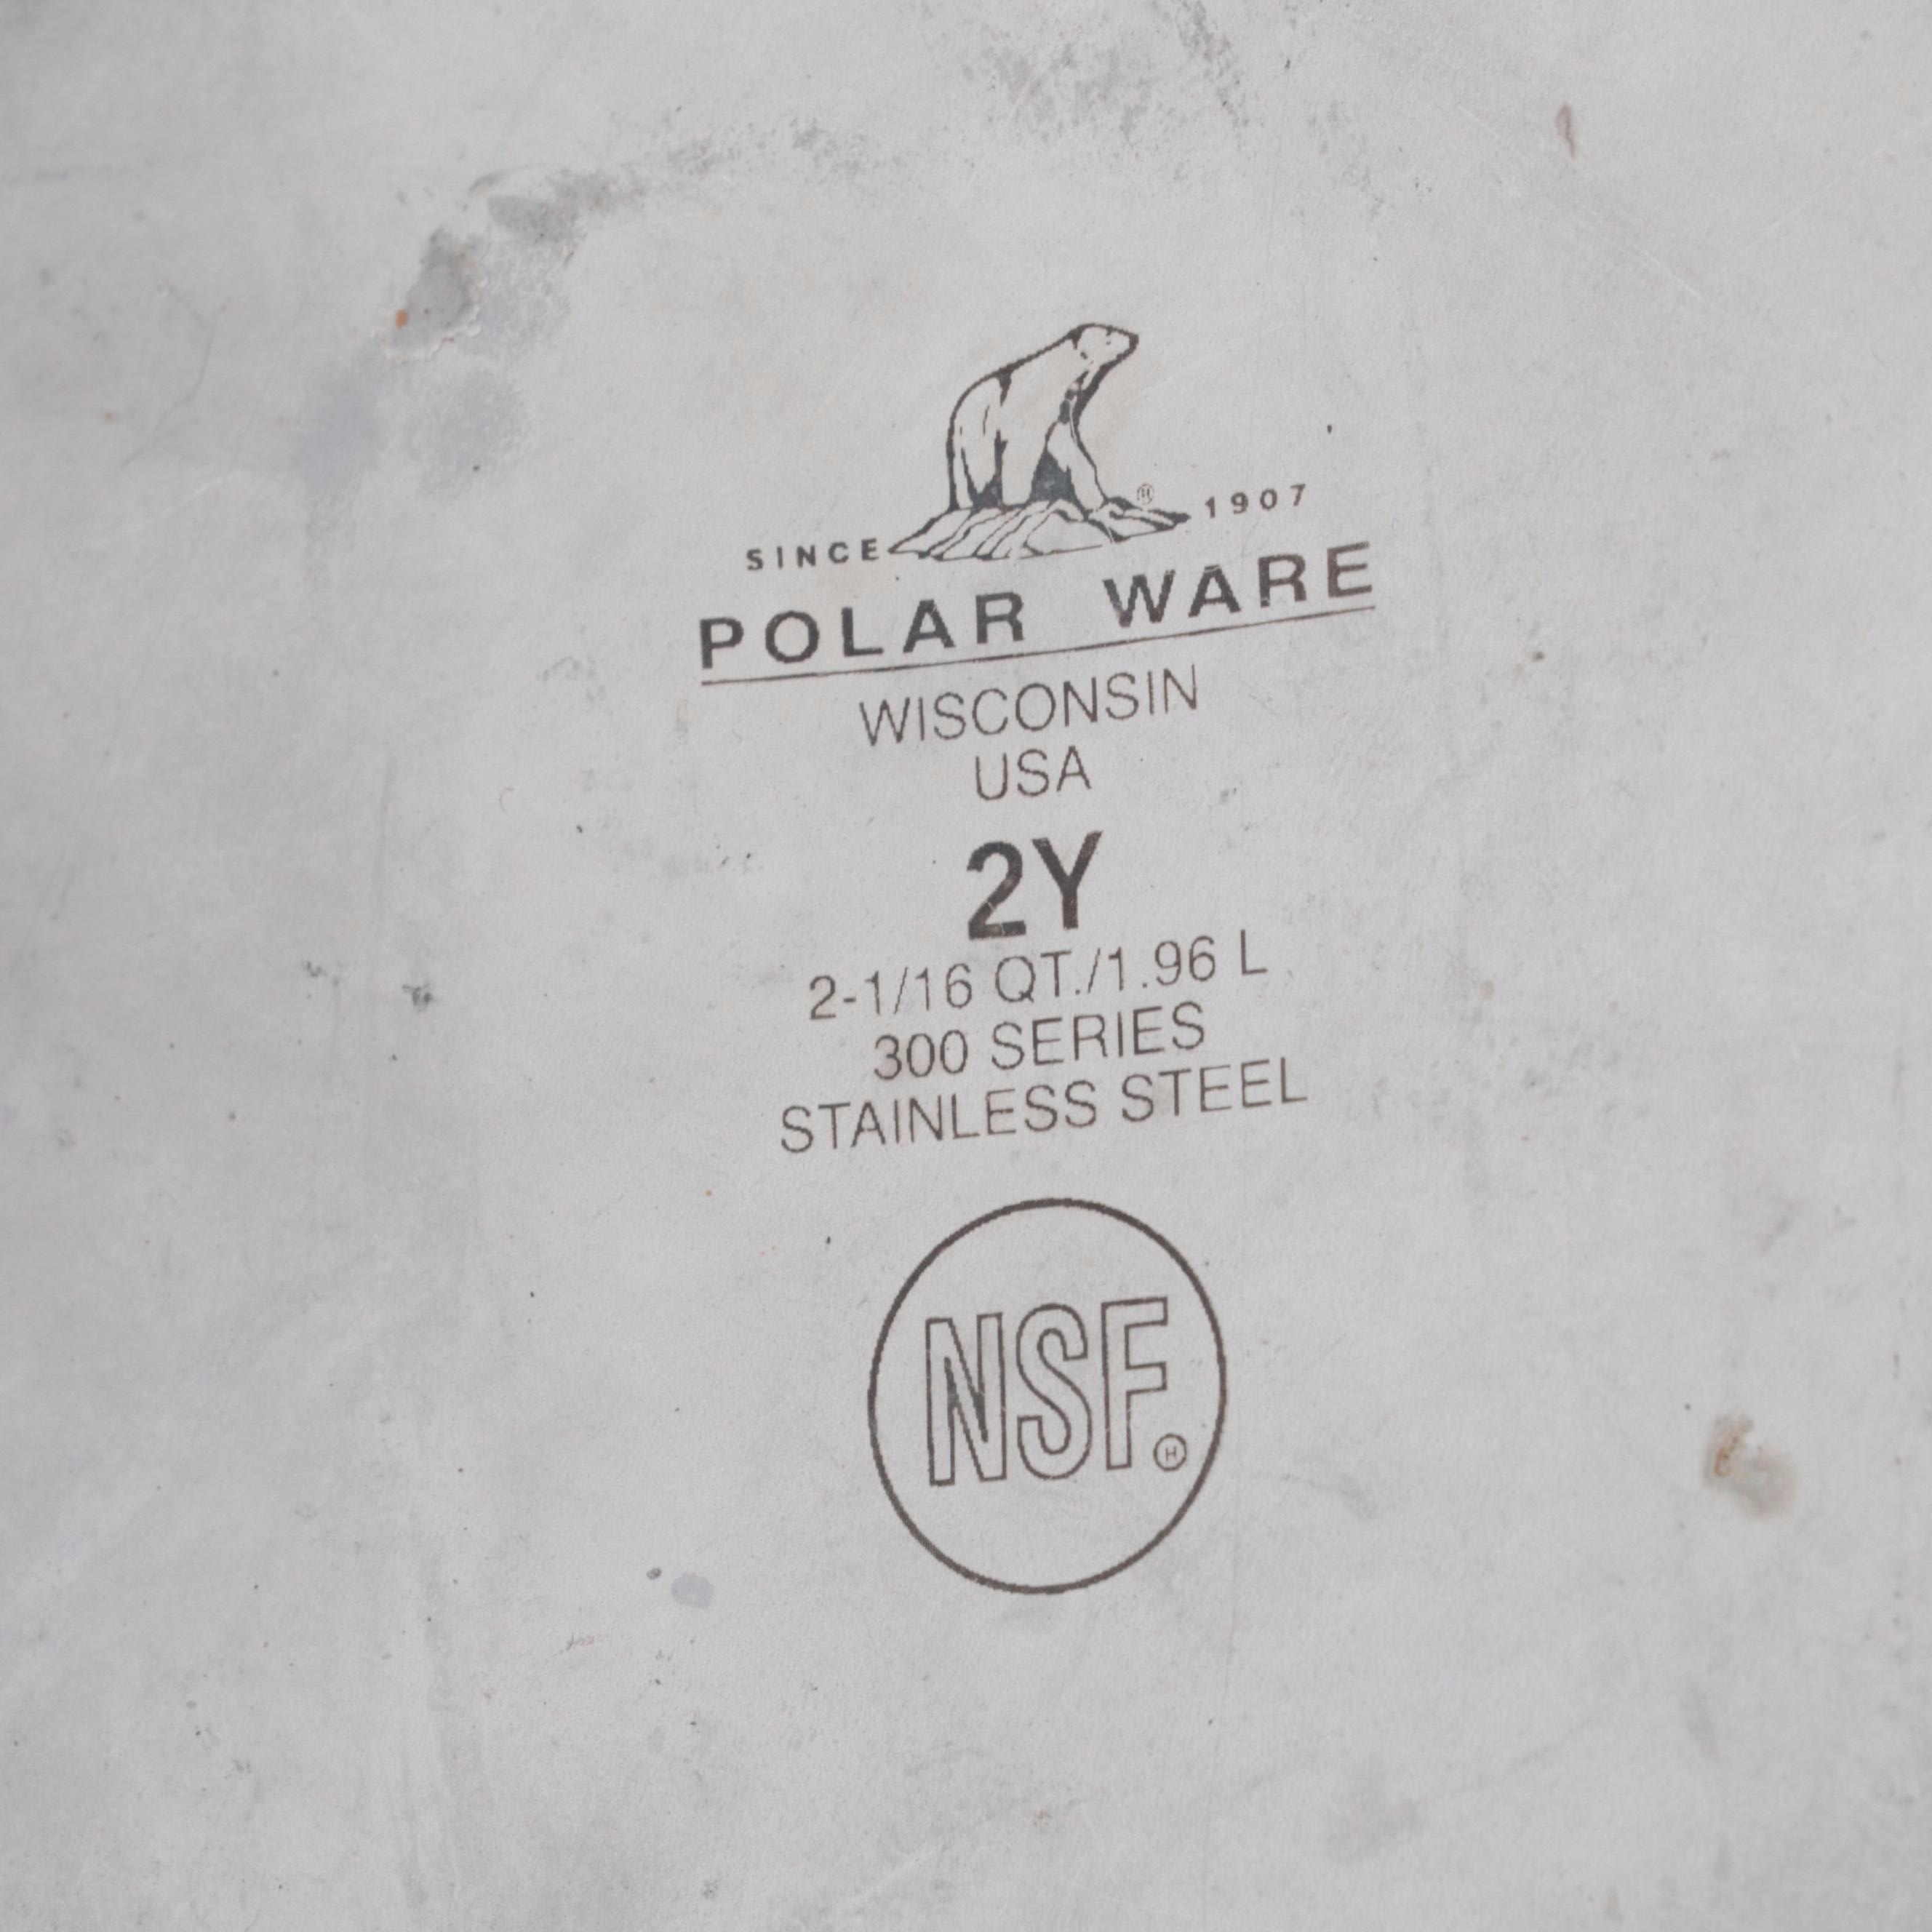 SINCE 1907
POLAR WARE
WISCONSIN
USA
2Y
2-1/16 QT./1.96 L
300 SERIES
STAINLESS STEEL
NSF®